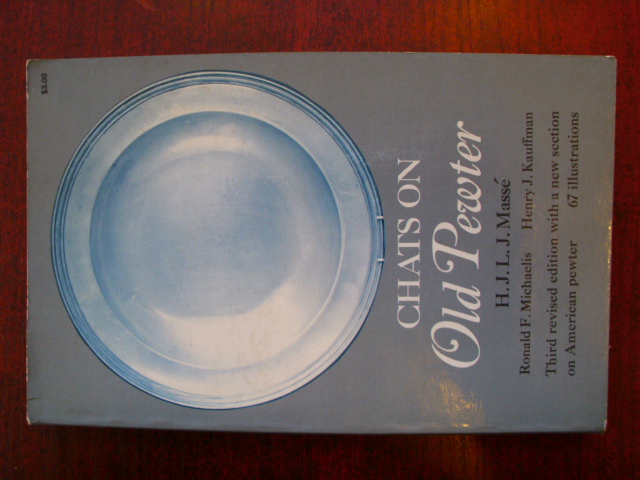 $3.00
CHATS ON
Old Pewter
H. J. L. J. Massé
Ronald F. Michaelis Henry J. Kauffman
Third revised edition with a new section
on American pewter 67 illustrations